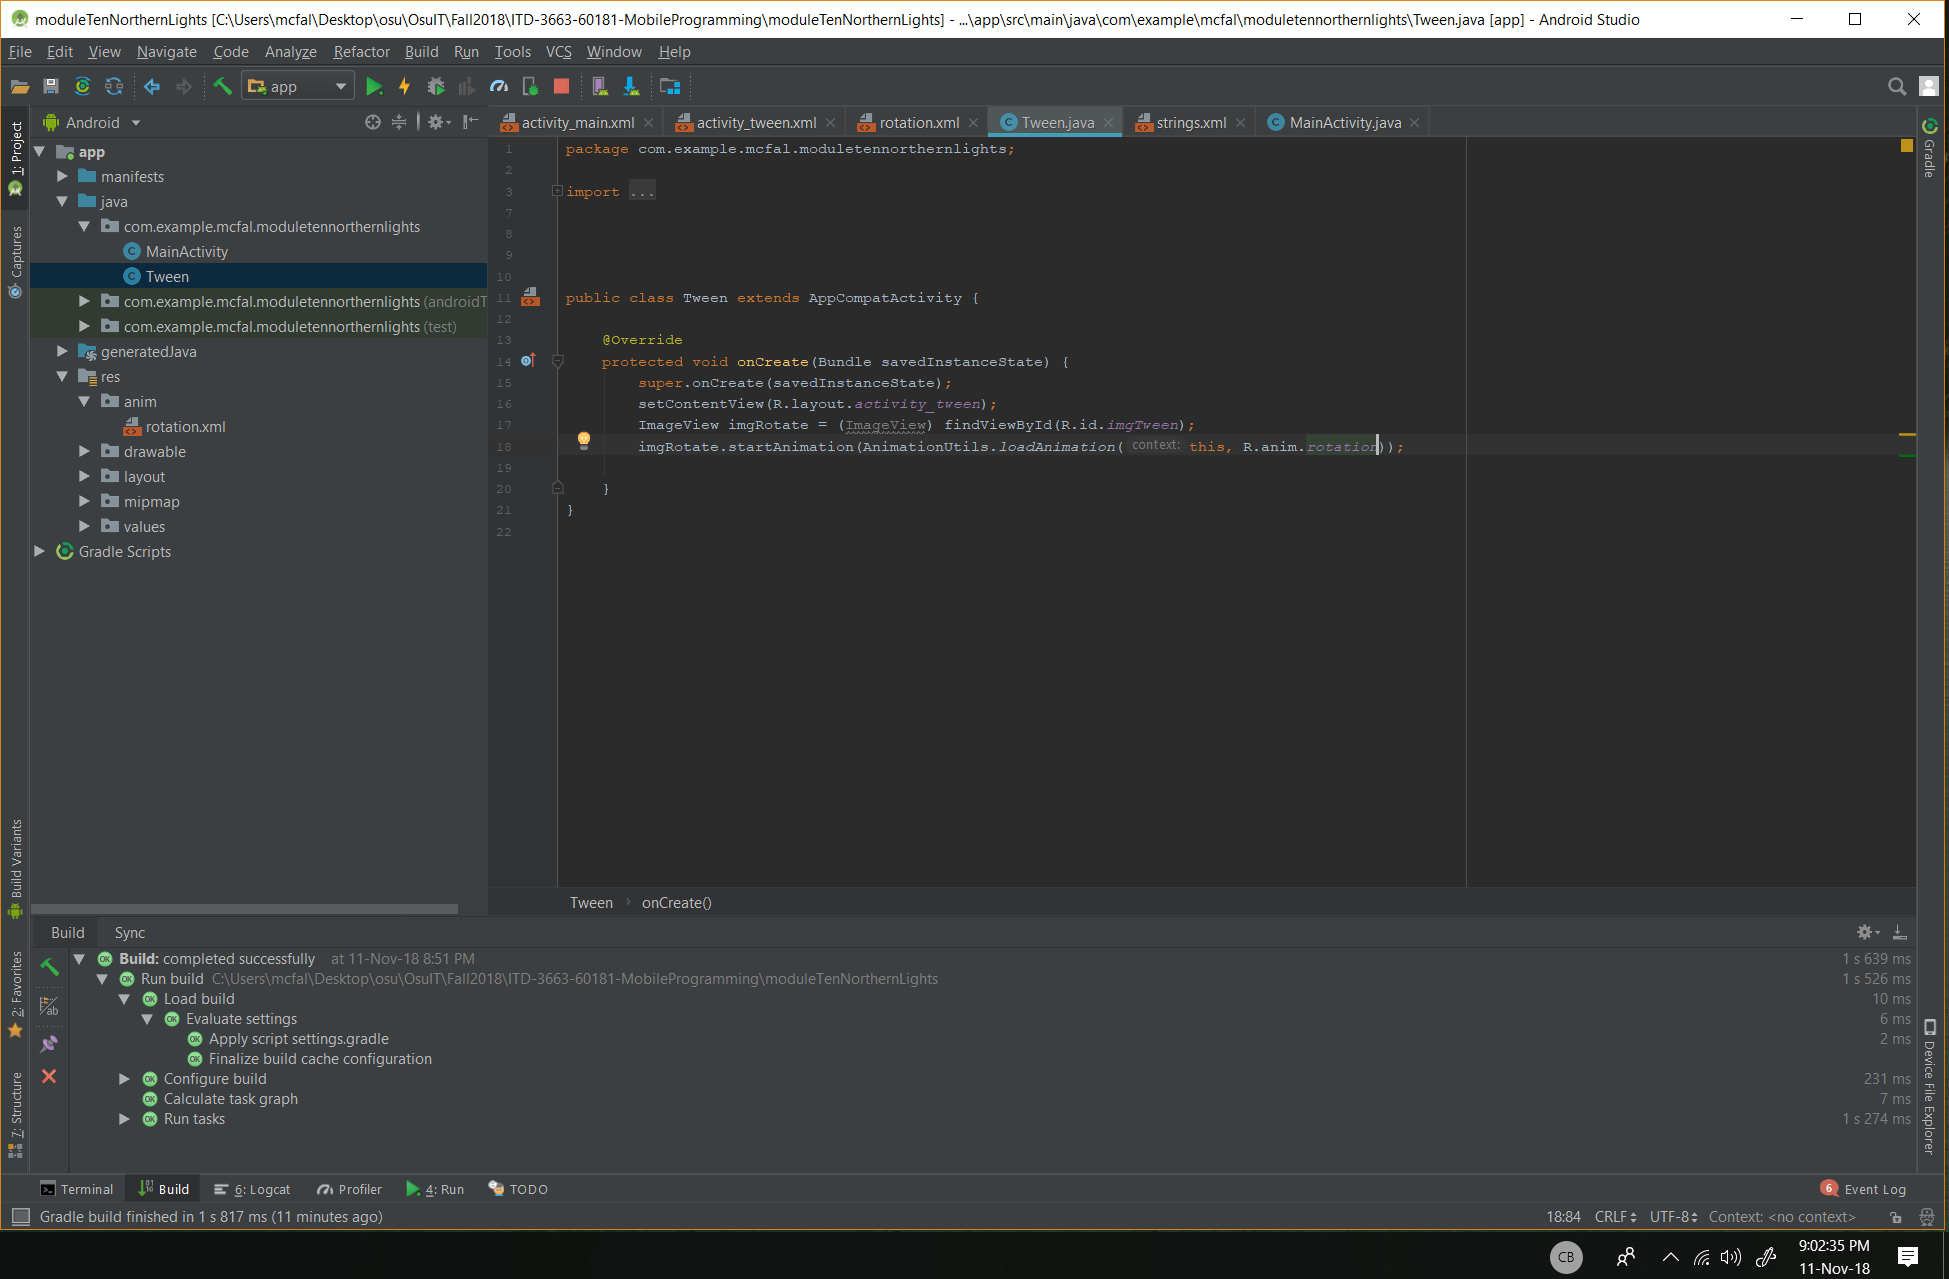 moduleTenNorthernLights [C:\Users\mcfal\Desktop\osu\OsuIT\Fall2018\ITD-3663-60181-MobileProgramming\moduleTenNorthernLights] - ...\app\src\main\java\com\example\mcfal\moduletennorthernlights\Tween.java [app] - Android Studio
File Edit View Navigate Code Analyze Refactor Build Run Tools VCS Window Help
app
Android
activity_main.xml activity_tween.xml rotation.xml Tween.java strings.xml MainActivity.java
1: Project
Captures
Build Variants
2: Favorites
7: Structure
app
manifests
java
com.example.mcfal.moduletennorthernlights
MainActivity
Tween
com.example.mcfal.moduletennorthernlights (androidT
com.example.mcfal.moduletennorthernlights (test)
generatedJava
res
anim
rotation.xml
drawable
layout
mipmap
values
Gradle Scripts
1 package com.example.mcfal.moduletennorthernlights;
2
3 import ...
7
8
9
10
11 public class Tween extends AppCompatActivity {
12
13 @Override
14 protected void onCreate(Bundle savedInstanceState) {
15 super.onCreate(savedInstanceState);
16 setContentView(R.layout.activity_tween);
17 ImageView imgRotate = (ImageView) findViewById(R.id.imgTween);
18 imgRotate.startAnimation(AnimationUtils.loadAnimation( context: this, R.anim.rotation));
19
20 }
21 }
22
Tween › onCreate()
Gradle
Device File Explorer
Build Sync
Build: completed successfully at 11-Nov-18 8:51 PM 1 s 639 ms
Run build C:\Users\mcfal\Desktop\osu\OsuIT\Fall2018\ITD-3663-60181-MobileProgramming\moduleTenNorthernLights 1 s 526 ms
Load build 10 ms
Evaluate settings 6 ms
Apply script settings.gradle 2 ms
Finalize build cache configuration
Configure build 231 ms
Calculate task graph 7 ms
Run tasks 1 s 274 ms
Terminal Build 6: Logcat Profiler 4: Run TODO 6 Event Log
Gradle build finished in 1 s 817 ms (11 minutes ago) 18:84 CRLF UTF-8 Context: <no context>
CB 9:02:35 PM
11-Nov-18